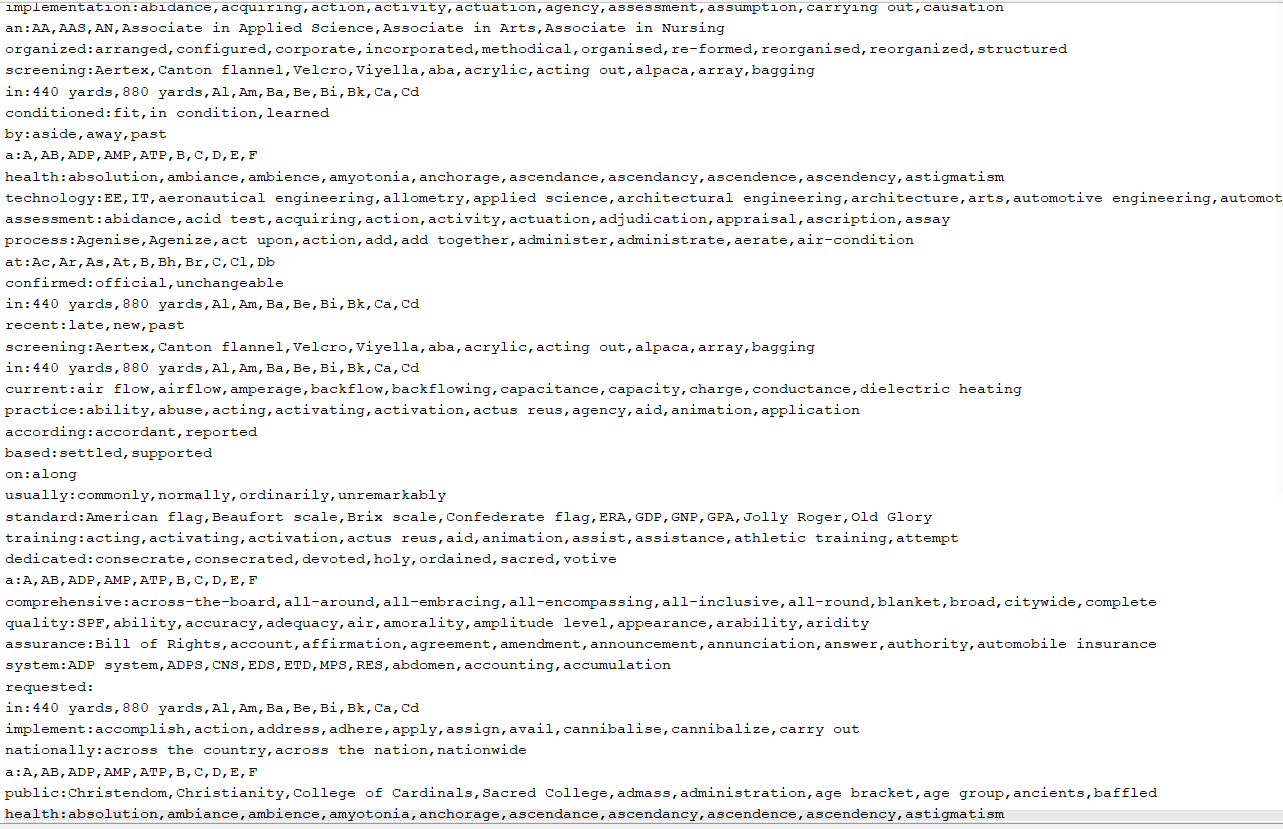 implementation:abidance,acquiring,action,activity,actuation,agency,assessment,assumption,carrying out,causation
an:AA,AAS,AN,Associate in Applied Science,Associate in Arts,Associate in Nursing
organized:arranged,configured,corporate,incorporated,methodical,organised,re-formed,reorganised,reorganized,structured
screening:Aertex,Canton flannel,Velcro,Viyella,aba,acrylic,acting out,alpaca,array,bagging
in:440 yards,880 yards,Al,Am,Ba,Be,Bi,Bk,Ca,Cd
conditioned:fit,in condition,learned
by:aside,away,past
a:A,AB,ADP,AMP,ATP,B,C,D,E,F
health:absolution,ambiance,ambience,amyotonia,anchorage,ascendance,ascendancy,ascendence,ascendency,astigmatism
technology:EE,IT,aeronautical engineering,allometry,applied science,architectural engineering,architecture,arts,automotive engineering,automot
assessment:abidance,acid test,acquiring,action,activity,actuation,adjudication,appraisal,ascription,assay
process:Agenise,Agenize,act upon,action,add,add together,administer,administrate,aerate,air-condition
at:Ac,Ar,As,At,B,Bh,Br,C,Cl,Db
confirmed:official,unchangeable
in:440 yards,880 yards,Al,Am,Ba,Be,Bi,Bk,Ca,Cd
recent:late,new,past
screening:Aertex,Canton flannel,Velcro,Viyella,aba,acrylic,acting out,alpaca,array,bagging
in:440 yards,880 yards,Al,Am,Ba,Be,Bi,Bk,Ca,Cd
current:air flow,airflow,amperage,backflow,backflowing,capacitance,capacity,charge,conductance,dielectric heating
practice:ability,abuse,acting,activating,activation,actus reus,agency,aid,animation,application
according:accordant,reported
based:settled,supported
on:along
usually:commonly,normally,ordinarily,unremarkably
standard:American flag,Beaufort scale,Brix scale,Confederate flag,ERA,GDP,GNP,GPA,Jolly Roger,Old Glory
training:acting,activating,activation,actus reus,aid,animation,assist,assistance,athletic training,attempt
dedicated:consecrate,consecrated,devoted,holy,ordained,sacred,votive
a:A,AB,ADP,AMP,ATP,B,C,D,E,F
comprehensive:across-the-board,all-around,all-embracing,all-encompassing,all-inclusive,all-round,blanket,broad,citywide,complete
quality:SPF,ability,accuracy,adequacy,air,amorality,amplitude level,appearance,arability,aridity
assurance:Bill of Rights,account,affirmation,agreement,amendment,announcement,annunciation,answer,authority,automobile insurance
system:ADP system,ADPS,CNS,EDS,ETD,MPS,RES,abdomen,accounting,accumulation
requested:
in:440 yards,880 yards,Al,Am,Ba,Be,Bi,Bk,Ca,Cd
implement:accomplish,action,address,adhere,apply,assign,avail,cannibalise,cannibalize,carry out
nationally:across the country,across the nation,nationwide
a:A,AB,ADP,AMP,ATP,B,C,D,E,F
public:Christendom,Christianity,College of Cardinals,Sacred College,admass,administration,age bracket,age group,ancients,baffled
health:absolution,ambiance,ambience,amyotonia,anchorage,ascendance,ascendancy,ascendence,ascendency,astigmatism